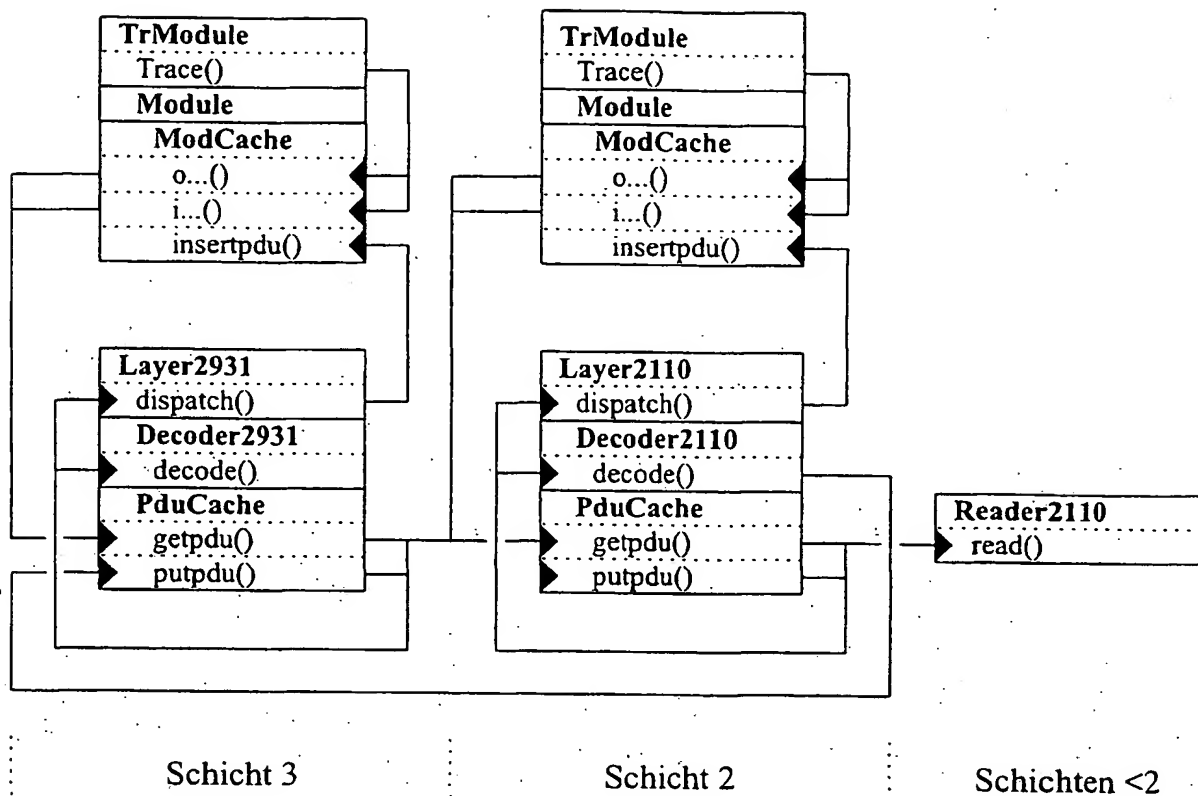 TrModule
Trace()
Module
ModCache
o...()
i...()
insertpdu()
Layer2931
dispatch()
Decoder2931
decode()
PduCache
getpdu()
putpdu()
TrModule
Trace()
Module
ModCache
o...()
i...()
insertpdu()
Layer2110
dispatch()
Decoder2110
decode()
PduCache
getpdu()
putpdu()
Reader2110
read()
Schicht 3
Schicht 2
Schichten <2